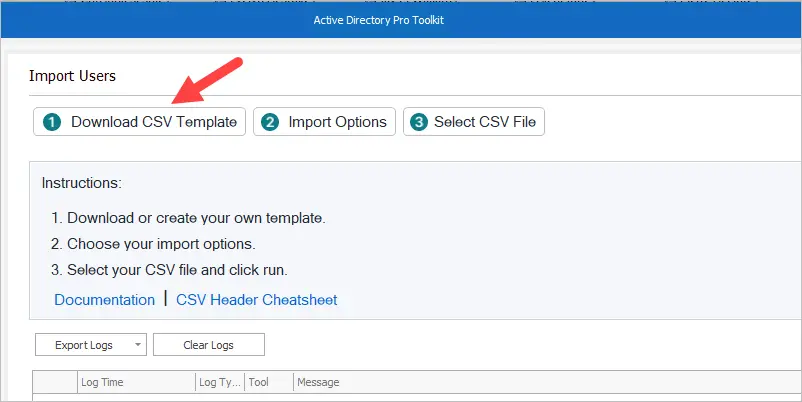 Active Directory Pro Toolkit
Import Users
1 Download CSV Template 2 Import Options 3 Select CSV File
Instructions:
1. Download or create your own template.
2. Choose your import options.
3. Select your CSV file and click run.
Documentation | CSV Header Cheatsheet
Export Logs Clear Logs
Log Time Log Ty... Tool Message